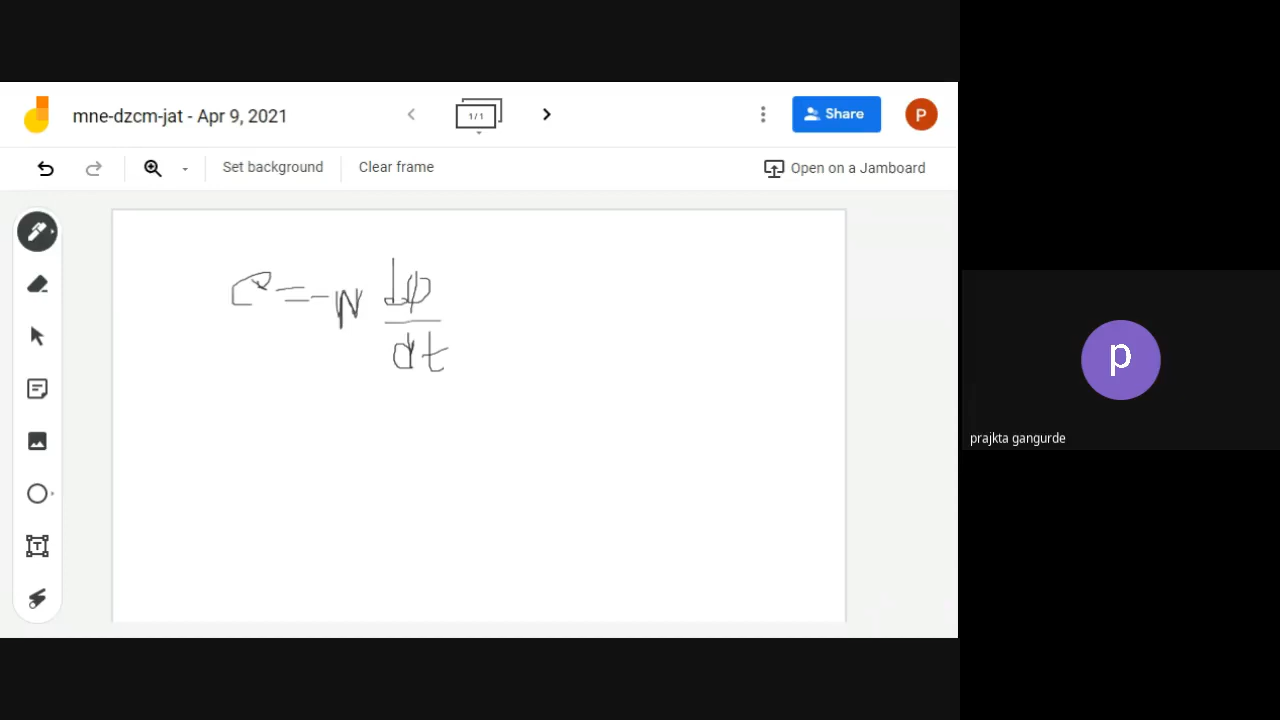 mne-dzcm-jat - Apr 9, 2021
1/1
Share
P
Set background
Clear frame
Open on a Jamboard
e = -N dφ/dt
T
p
prajkta gangurde